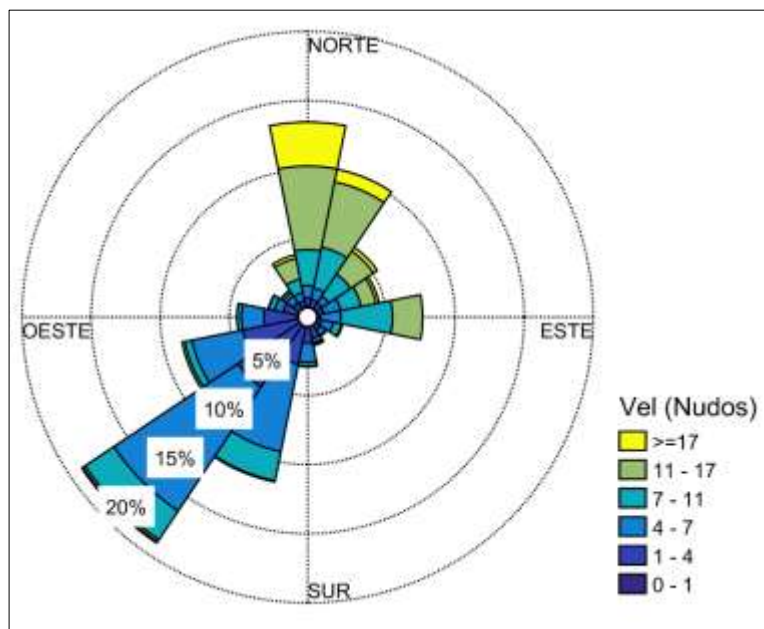 NORTE
OESTE
ESTE
5%
10%
15%
20%
SUR
Vel (Nudos)
>=17
11 - 17
7 - 11
4 - 7
1 - 4
0 - 1